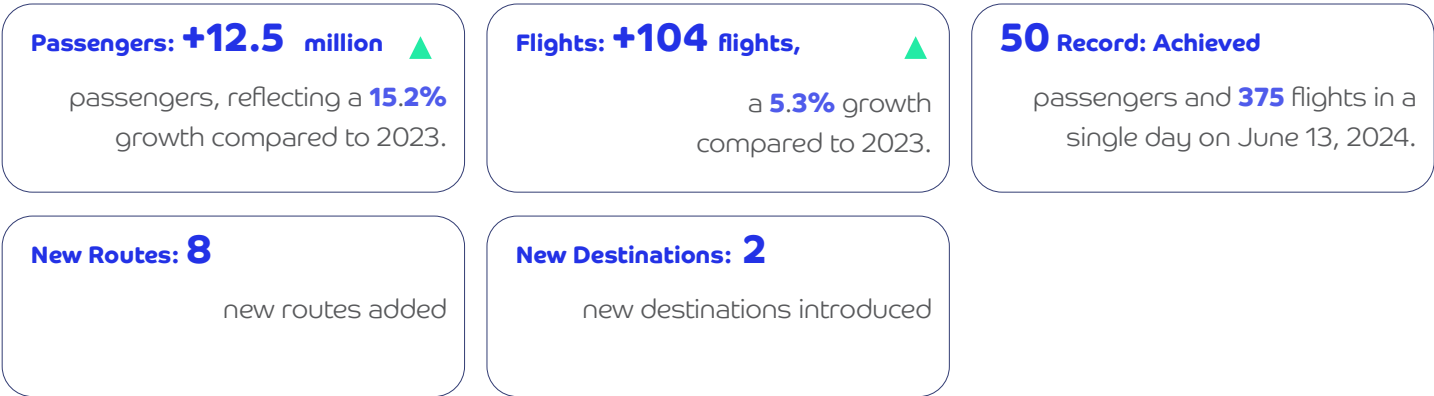 Passengers: +12.5 million ▲
passengers, reflecting a 15.2%
growth compared to 2023.
Flights: +104 flights, ▲
a 5.3% growth
compared to 2023.
50 Record: Achieved
passengers and 375 flights in a
single day on June 13, 2024.
New Routes: 8
new routes added
New Destinations: 2
new destinations introduced